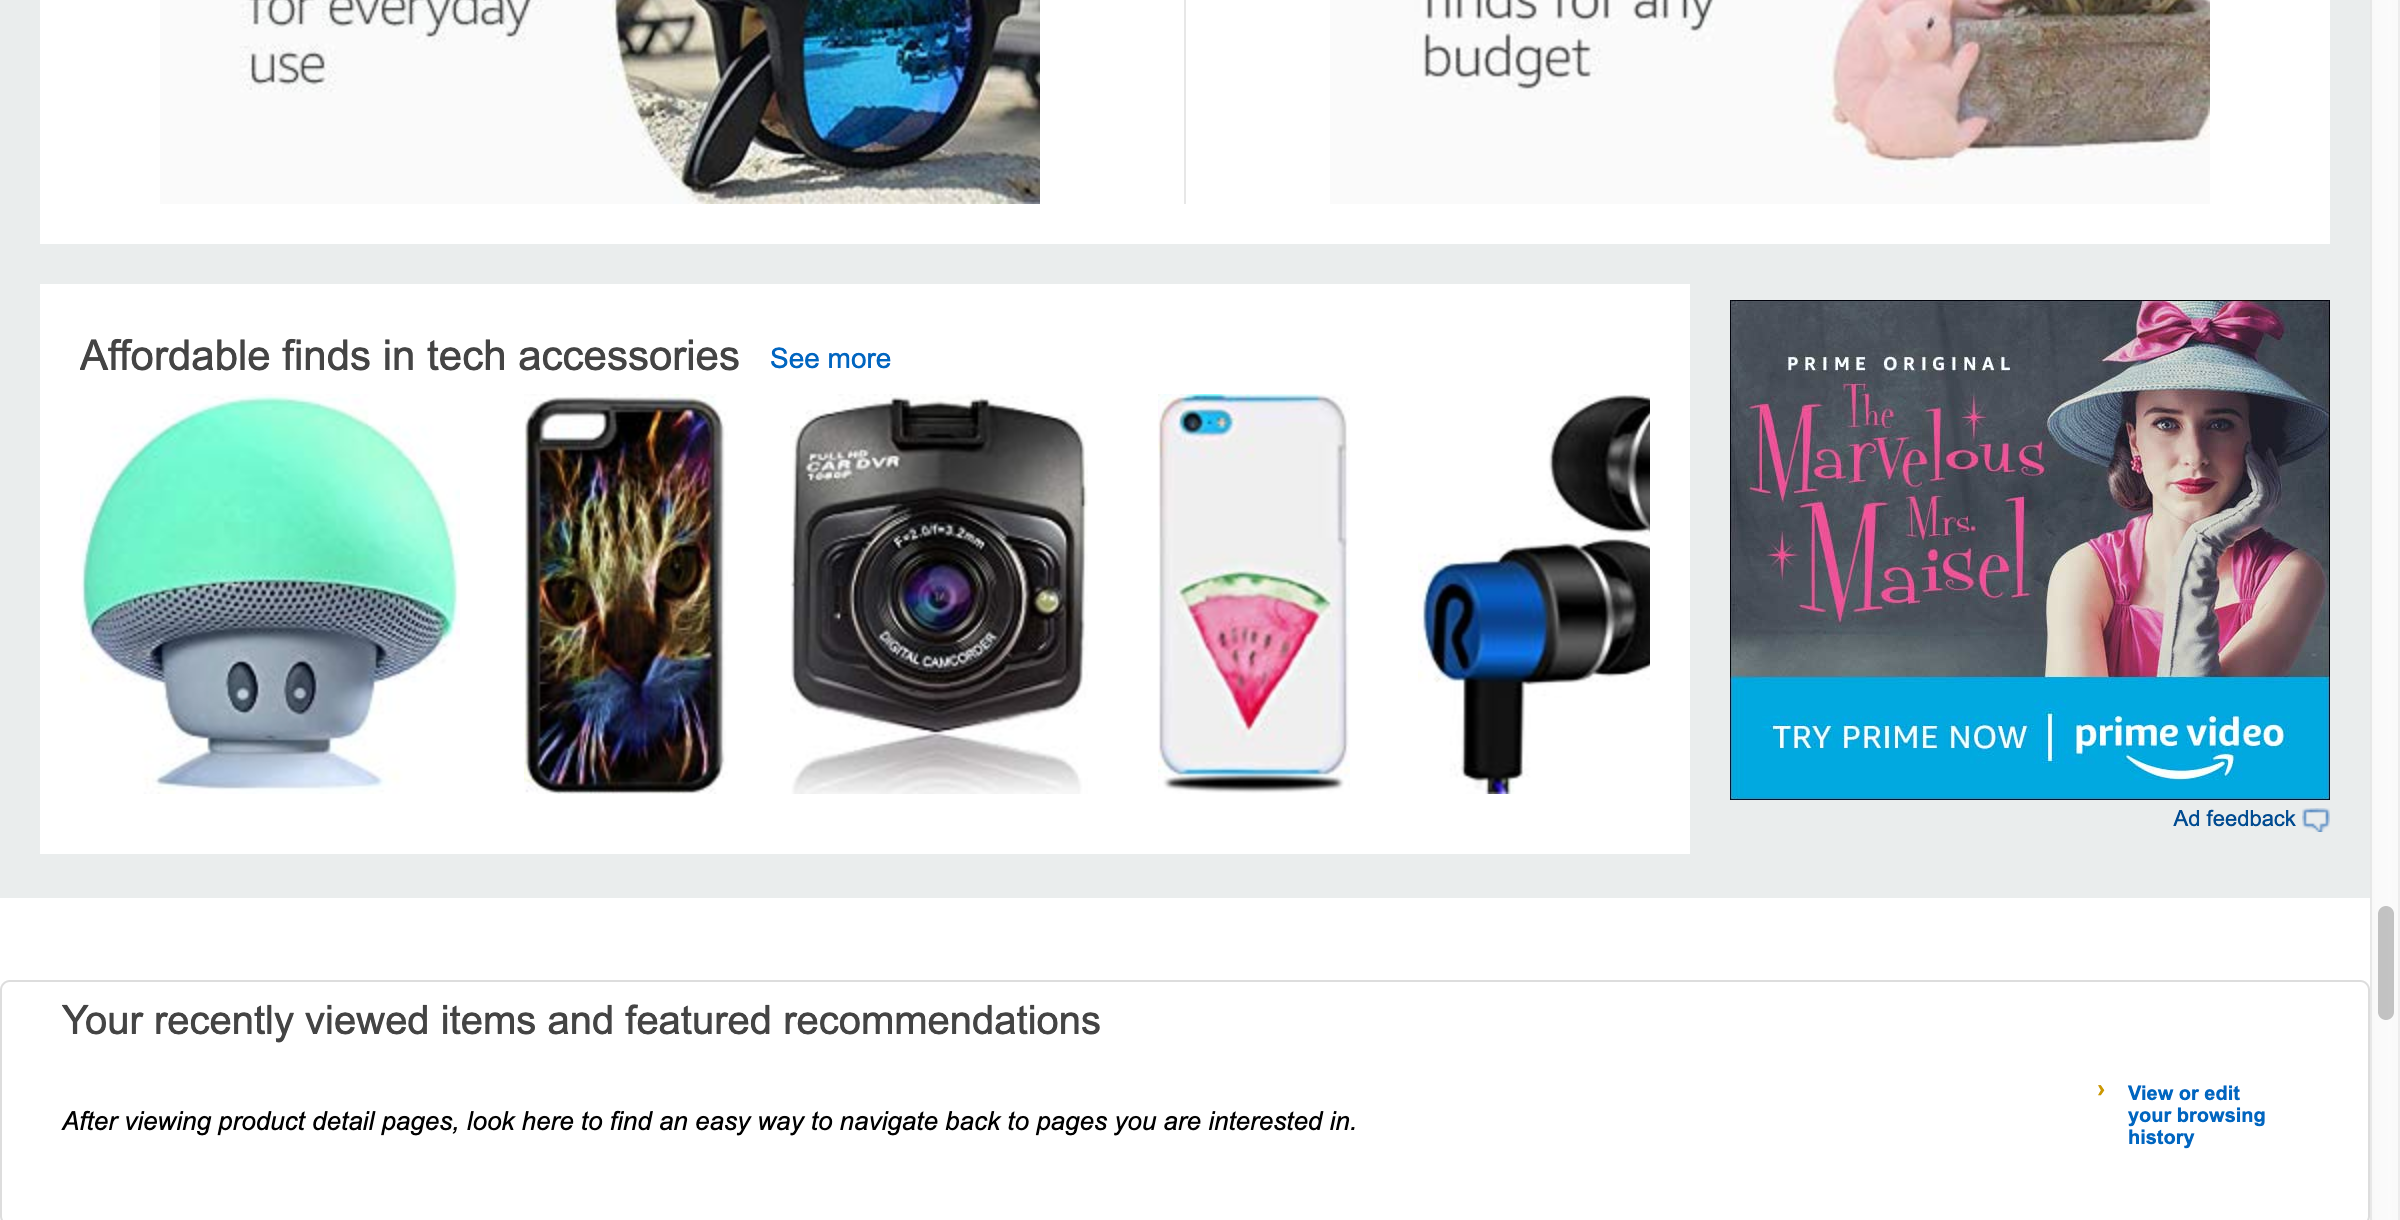 for everyday
use
finds for any
budget
Affordable finds in tech accessories See more
FULL HD
CAR DVR
1080P
F=2.0/f=3.2mm
DIGITAL CAMCORDER
R
PRIME ORIGINAL
The
Marvelous
Mrs.
Maisel
TRY PRIME NOW | prime video
Ad feedback
Your recently viewed items and featured recommendations
After viewing product detail pages, look here to find an easy way to navigate back to pages you are interested in.
› View or edit
your browsing
history